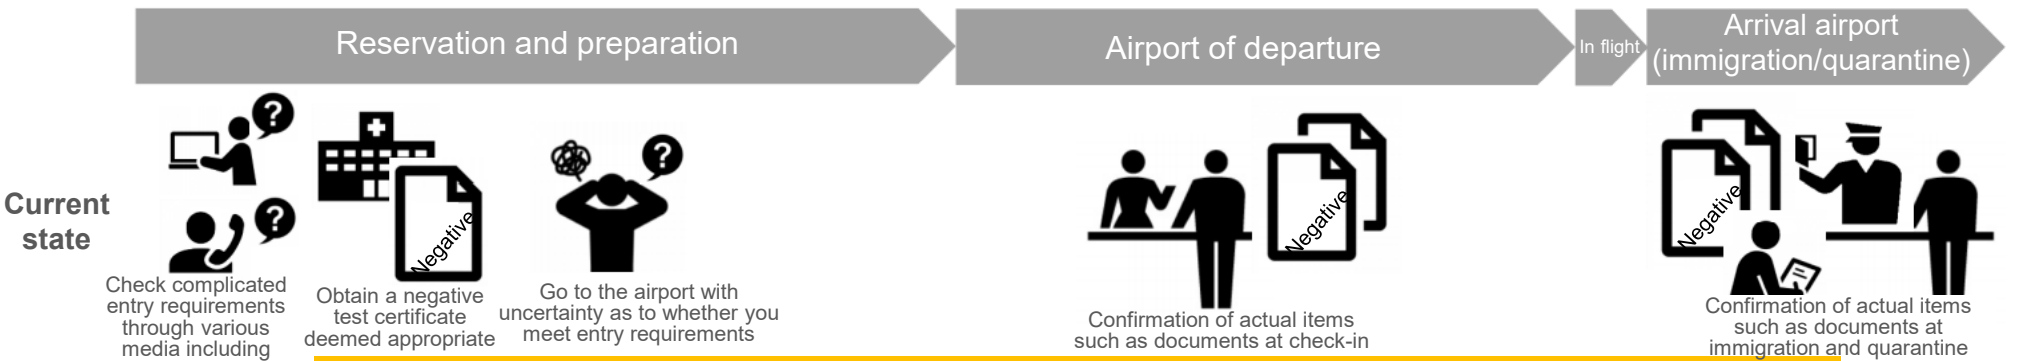 Reservation and preparation
Airport of departure
In flight
Arrival airport
(immigration/quarantine)
Current
state
?
?
Check complicated
entry requirements
through various
media including
Negative
Obtain a negative
test certificate
deemed appropriate
?
Go to the airport with
uncertainty as to whether you
meet entry requirements
Negative
Confirmation of actual items
such as documents at check-in
Negative
Confirmation of actual items
such as documents at
immigration and quarantine